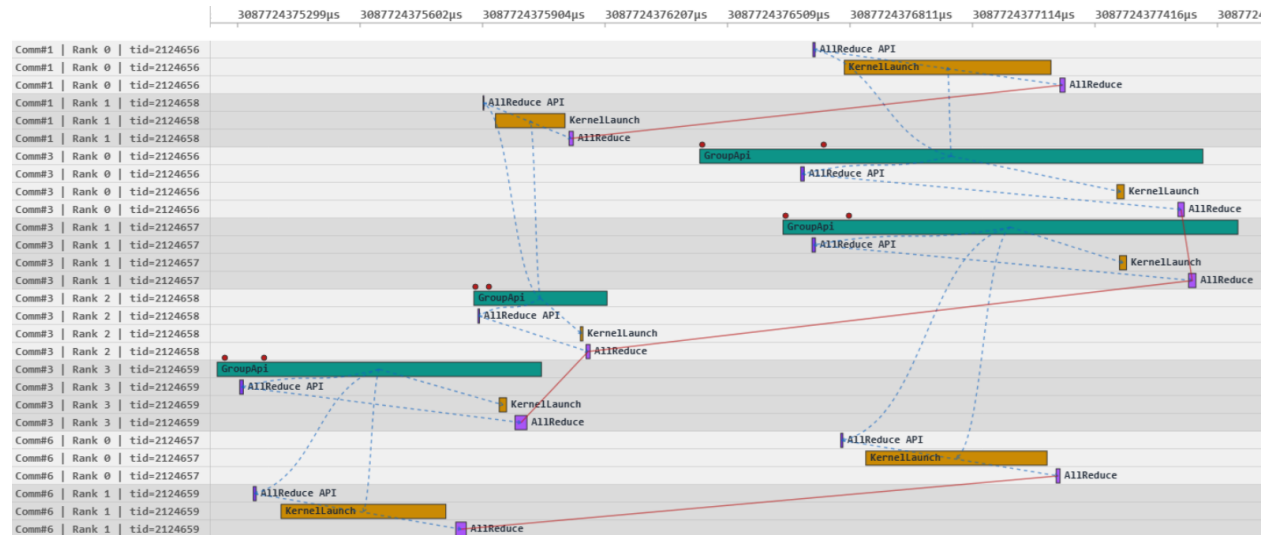 3087724375299µs 3087724375602µs 3087724375904µs 3087724376207µs 3087724376509µs 3087724376811µs 3087724377114µs 3087724377416µs 308772
Comm#1 | Rank 0 | tid=2124656 AllReduce API
Comm#1 | Rank 0 | tid=2124656 KernelLaunch
Comm#1 | Rank 0 | tid=2124656 AllReduce
Comm#1 | Rank 1 | tid=2124658 AllReduce API
Comm#1 | Rank 1 | tid=2124658 KernelLaunch
Comm#1 | Rank 1 | tid=2124658 AllReduce
Comm#3 | Rank 0 | tid=2124656 GroupApi
Comm#3 | Rank 0 | tid=2124656 AllReduce API
Comm#3 | Rank 0 | tid=2124656 KernelLaunch
Comm#3 | Rank 0 | tid=2124656 AllReduce
Comm#3 | Rank 1 | tid=2124657 GroupApi
Comm#3 | Rank 1 | tid=2124657 AllReduce API
Comm#3 | Rank 1 | tid=2124657 KernelLaunch
Comm#3 | Rank 1 | tid=2124657 AllReduce
Comm#3 | Rank 2 | tid=2124658 GroupApi
Comm#3 | Rank 2 | tid=2124658 AllReduce API
Comm#3 | Rank 2 | tid=2124658 KernelLaunch
Comm#3 | Rank 2 | tid=2124658 AllReduce
Comm#3 | Rank 3 | tid=2124659 GroupApi
Comm#3 | Rank 3 | tid=2124659 AllReduce API
Comm#3 | Rank 3 | tid=2124659 KernelLaunch
Comm#3 | Rank 3 | tid=2124659 AllReduce
Comm#6 | Rank 0 | tid=2124657 AllReduce API
Comm#6 | Rank 0 | tid=2124657 KernelLaunch
Comm#6 | Rank 0 | tid=2124657 AllReduce
Comm#6 | Rank 1 | tid=2124659 AllReduce API
Comm#6 | Rank 1 | tid=2124659 KernelLaunch
Comm#6 | Rank 1 | tid=2124659 AllReduce